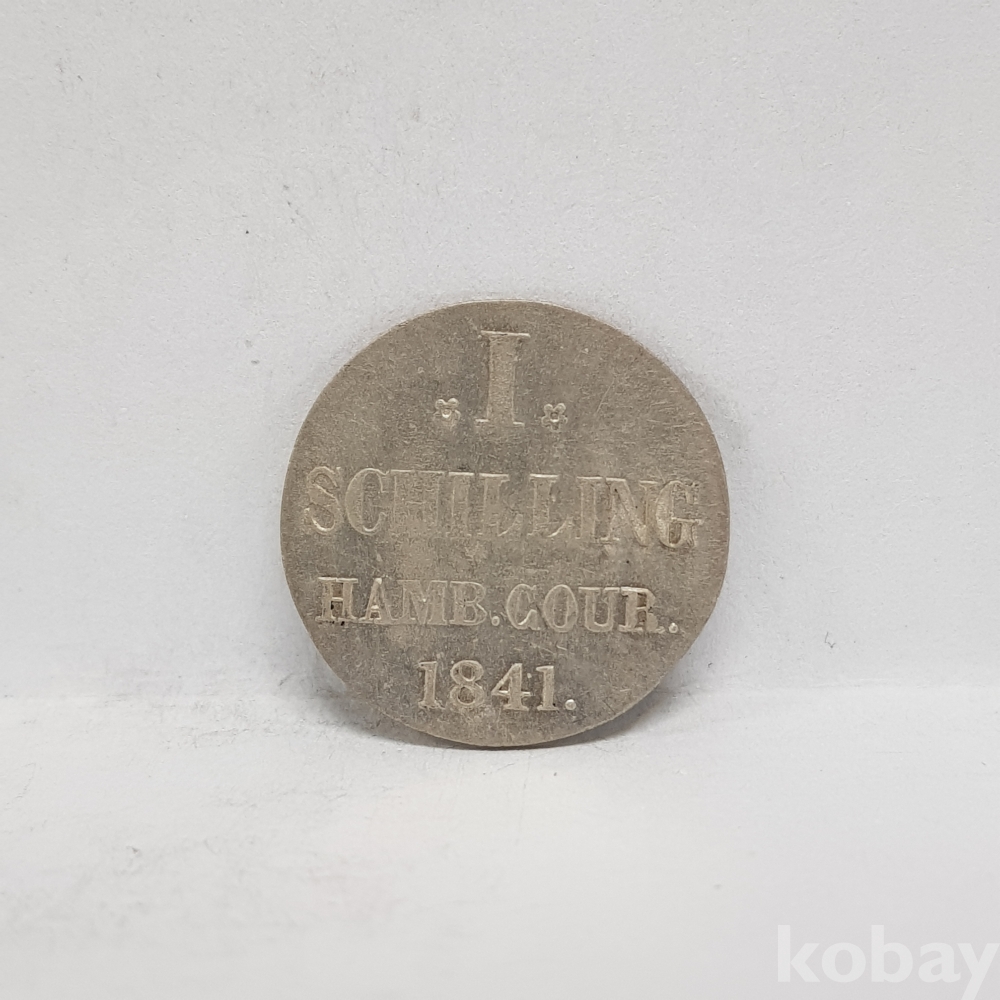 I
SCHILLING
HAMB. COUR.
1841.
kobay